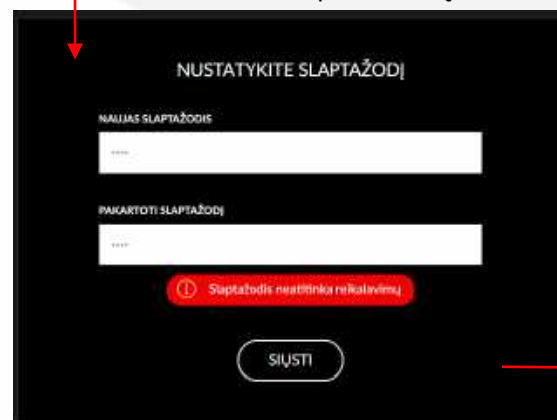 NUSTATYKITE SLAPTAŽODĮ
NAUJAS SLAPTAŽODIS
****
PAKARTOTI SLAPTAŽODĮ
****
Slaptažodis neatitinka reikalavimų
SIŲSTI